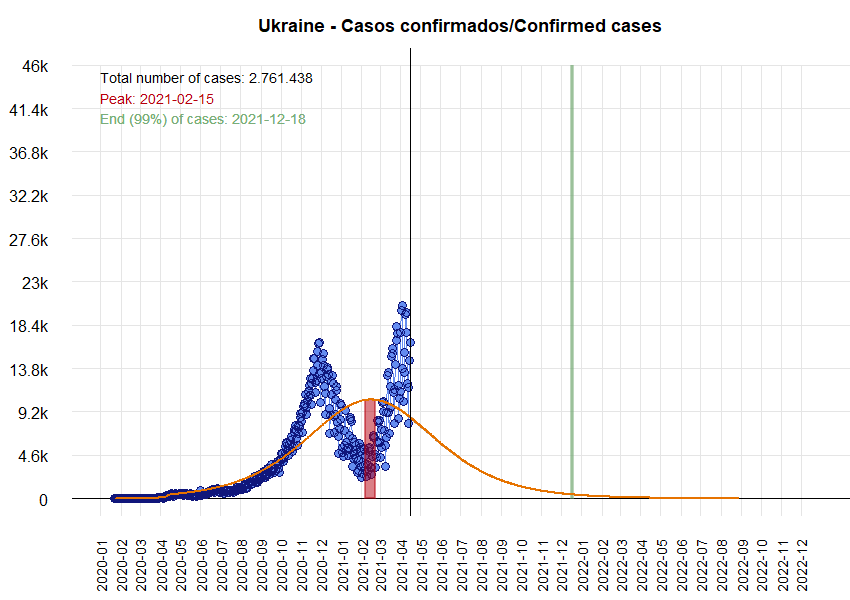 Ukraine - Casos confirmados/Confirmed cases
Total number of cases: 2.761.438
Peak: 2021-02-15
End (99%) of cases: 2021-12-18
46k
41.4k
36.8k
32.2k
27.6k
23k
18.4k
13.8k
9.2k
4.6k
0
2020-01
2020-02
2020-03
2020-04
2020-05
2020-06
2020-07
2020-08
2020-09
2020-10
2020-11
2020-12
2021-01
2021-02
2021-03
2021-04
2021-05
2021-06
2021-07
2021-08
2021-09
2021-10
2021-11
2021-12
2022-01
2022-02
2022-03
2022-04
2022-05
2022-06
2022-07
2022-08
2022-09
2022-10
2022-11
2022-12